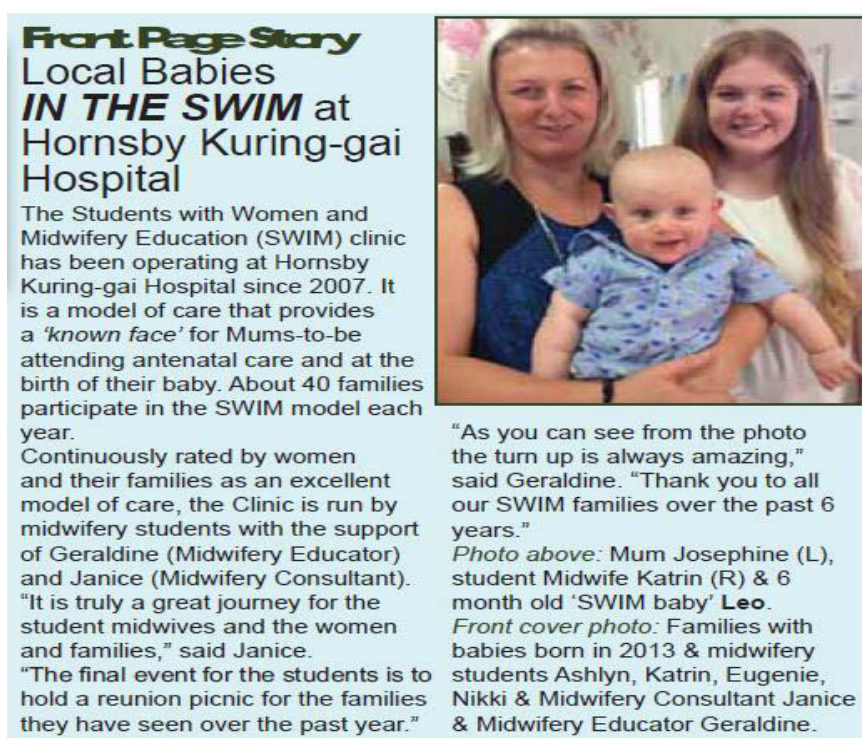 Front Page Story
Local Babies
IN THE SWIM at
Hornsby Kuring-gai
Hospital
The Students with Women and
Midwifery Education (SWIM) clinic
has been operating at Hornsby
Kuring-gai Hospital since 2007. It
is a model of care that provides
a ‘known face’ for Mums-to-be
attending antenatal care and at the
birth of their baby. About 40 families
participate in the SWIM model each
year.
Continuously rated by women
and their families as an excellent
model of care, the Clinic is run by
midwifery students with the support
of Geraldine (Midwifery Educator)
and Janice (Midwifery Consultant).
“It is truly a great journey for the
student midwives and the women
and families,” said Janice.
“The final event for the students is to
hold a reunion picnic for the families
they have seen over the past year.”
“As you can see from the photo
the turn up is always amazing,”
said Geraldine. “Thank you to all
our SWIM families over the past 6
years.”
Photo above: Mum Josephine (L),
student Midwife Katrin (R) & 6
month old ‘SWIM baby’ Leo.
Front cover photo: Families with
babies born in 2013 & midwifery
students Ashlyn, Katrin, Eugenie,
Nikki & Midwifery Consultant Janice
& Midwifery Educator Geraldine.